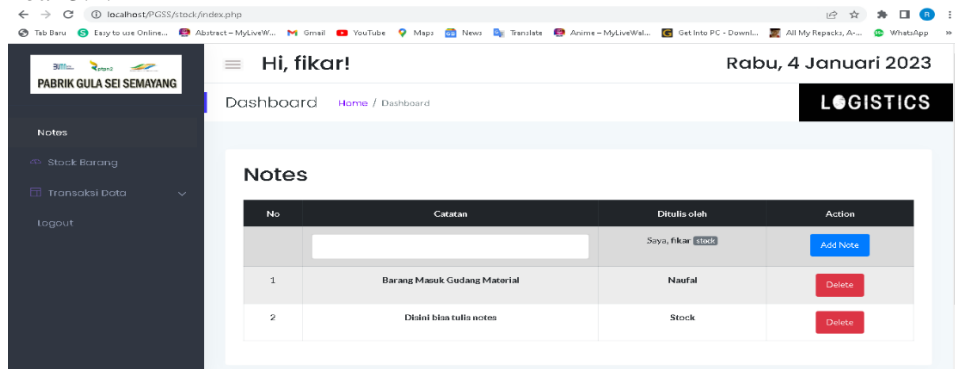 localhost/PGSS/stock/index.php
Tab Baru Easy to use Online... Abstract – MyLiveW... Gmail YouTube Maps News Translate Anime – MyLiveWal... Get Into PC - Downl... All My Repacks, A-... WhatsApp »
PABRIK GULA SEI SEMAYANG
Hi, fikar!
Rabu, 4 Januari 2023
Dashboard
Home / Dashboard
LOGISTICS
Notes
Stock Barang
Transaksi Data
Logout
Notes
No Catatan Ditulis oleh Action
Saya, fikar stock Add Note
1 Barang Masuk Gudang Material Naufal Delete
2 Disini bisa tulis notes Stock Delete